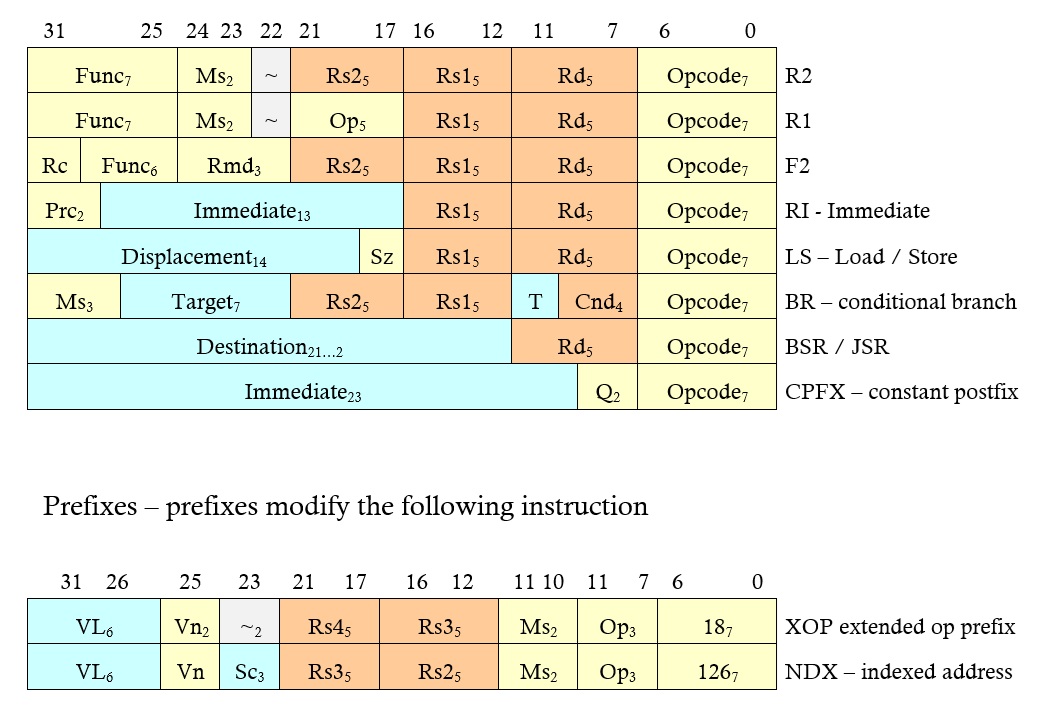 31 25 24 23 22 21 17 16 12 11 7 6 0
Func₇ Ms₂ ~ Rs2₅ Rs1₅ Rd₅ Opcode₇ R2
Func₇ Ms₂ ~ Op₅ Rs1₅ Rd₅ Opcode₇ R1
Rc Func₆ Rmd₃ Rs2₅ Rs1₅ Rd₅ Opcode₇ F2
Prc₂ Immediate₁₃ Rs1₅ Rd₅ Opcode₇ RI - Immediate
Displacement₁₄ Sz Rs1₅ Rd₅ Opcode₇ LS – Load / Store
Ms₃ Target₇ Rs2₅ Rs1₅ T Cnd₄ Opcode₇ BR – conditional branch
Destination₂₁…₂ Rd₅ Opcode₇ BSR / JSR
Immediate₂₃ Q₂ Opcode₇ CPFX – constant postfix
Prefixes – prefixes modify the following instruction
31 26 25 23 21 17 16 12 11 10 11 7 6 0
VL₆ Vn₂ ~₂ Rs4₅ Rs3₅ Ms₂ Op₃ 18₇ XOP extended op prefix
VL₆ Vn Sc₃ Rs3₅ Rs2₅ Ms₂ Op₃ 126₇ NDX – indexed address